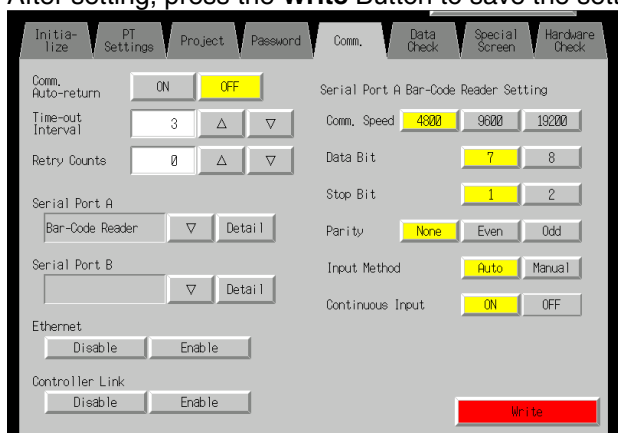 After setting, press the Write Button to save the sett
Initia-
lize
PT
Settings
Project
Password
Comm.
Data
Check
Special
Screen
Hardware
Check
Comm.
Auto-return
ON
OFF
Time-out
Interval
3
△
▽
Retry Counts
0
△
▽
Serial Port A
Bar-Code Reader
▽
Detail
Serial Port B
▽
Detail
Ethernet
Disable
Enable
Controller Link
Disable
Enable
Serial Port A Bar-Code Reader Setting
Comm. Speed
4800
9600
19200
Data Bit
7
8
Stop Bit
1
2
Parity
None
Even
Odd
Input Method
Auto
Manual
Continuous Input
ON
OFF
Write